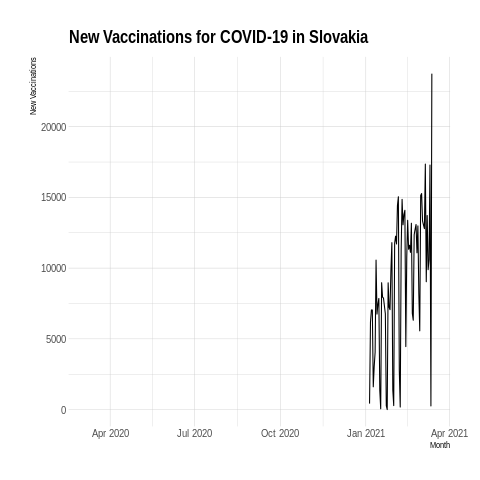 New Vaccinations for COVID-19 in Slovakia
New Vaccinations
20000
15000
10000
5000
0
Apr 2020 Jul 2020 Oct 2020 Jan 2021 Apr 2021
Month